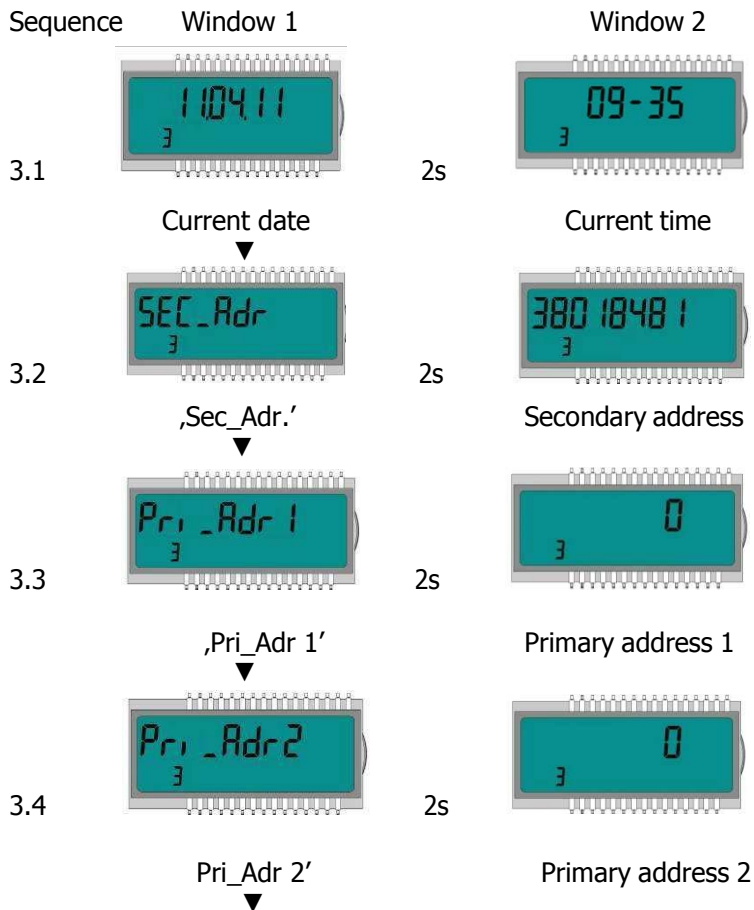 Sequence Window 1 Window 2
11.04.11 09-35
3 3
3.1 2s
Current date Current time
▼
SEC_Adr 38018481
3 3
3.2 2s
‚Sec_Adr.’ Secondary address
▼
Pri_Adr 1 0
3 3
3.3 2s
‚Pri_Adr 1’ Primary address 1
▼
Pri_Adr2 0
3 3
3.4 2s
Pri_Adr 2’ Primary address 2
▼